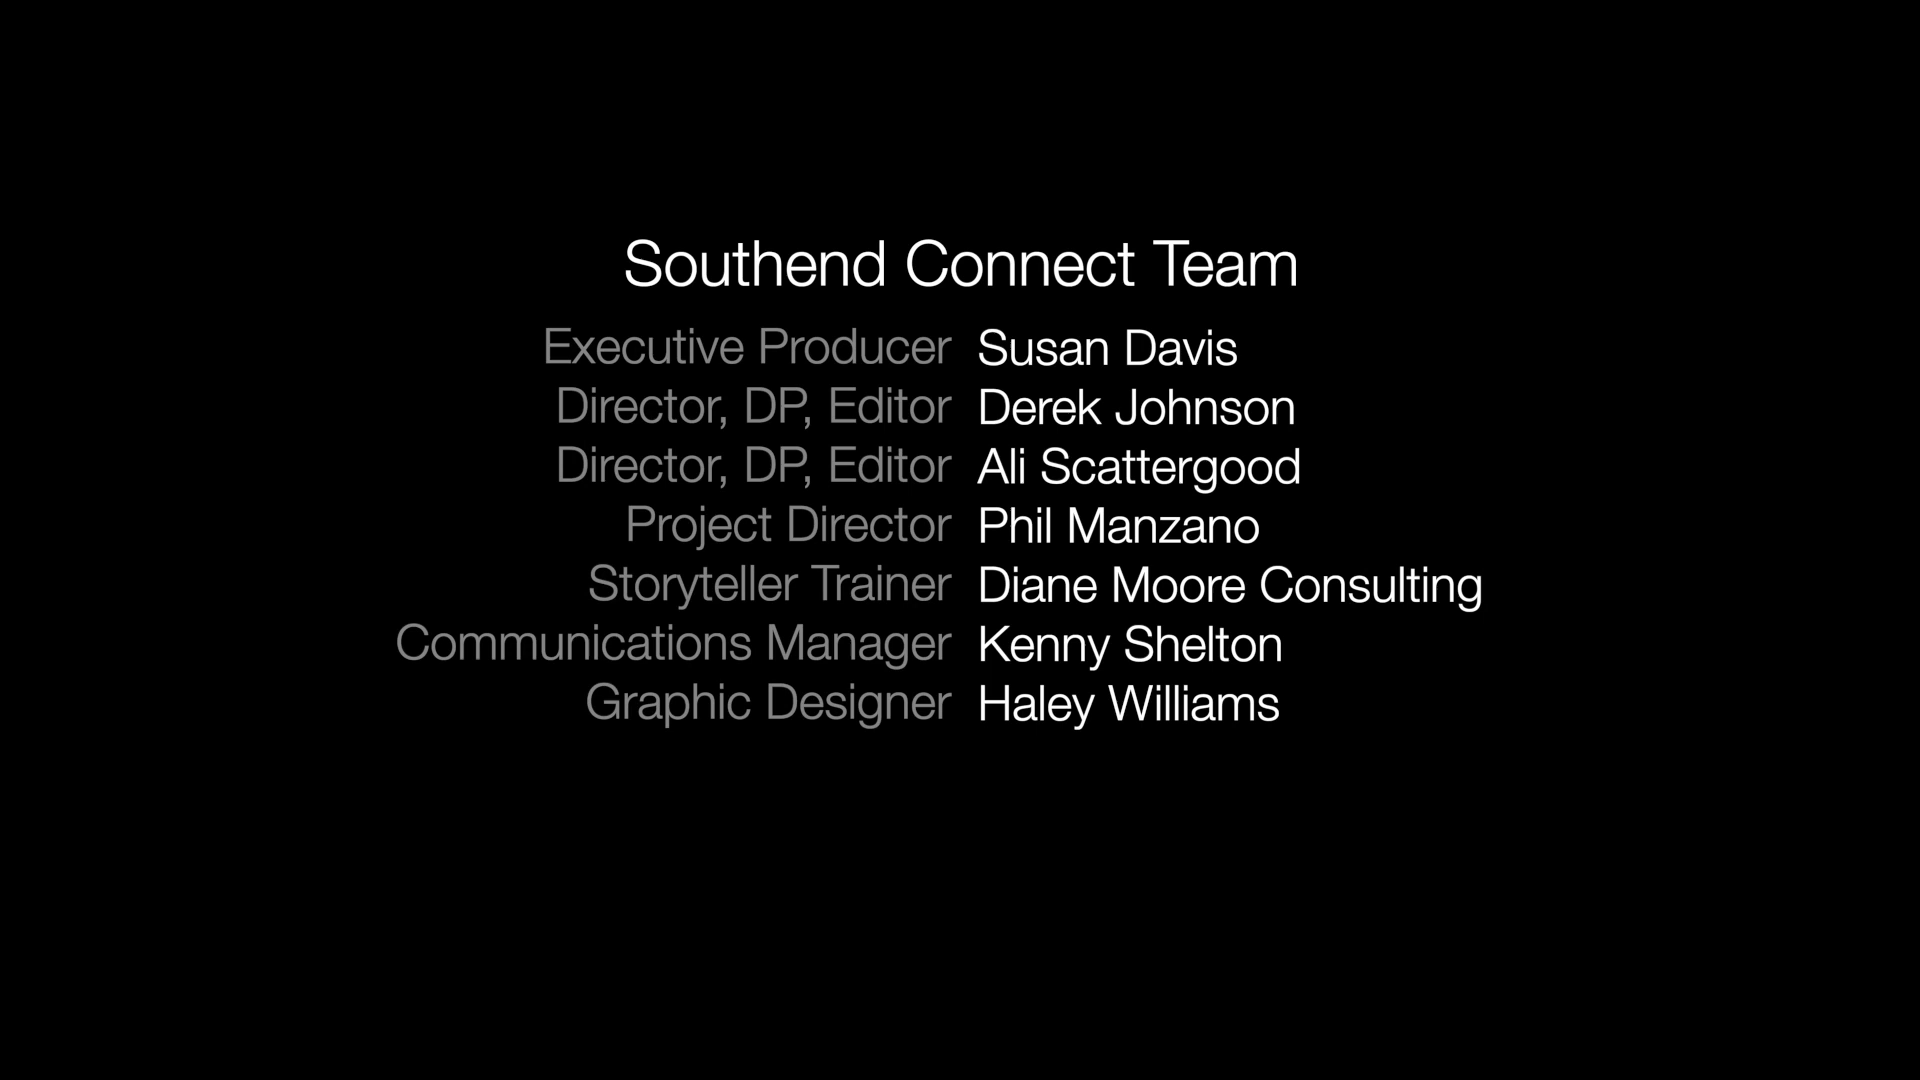 Southend Connect Team
Executive Producer Susan Davis
Director, DP, Editor Derek Johnson
Director, DP, Editor Ali Scattergood
Project Director Phil Manzano
Storyteller Trainer Diane Moore Consulting
Communications Manager Kenny Shelton
Graphic Designer Haley Williams